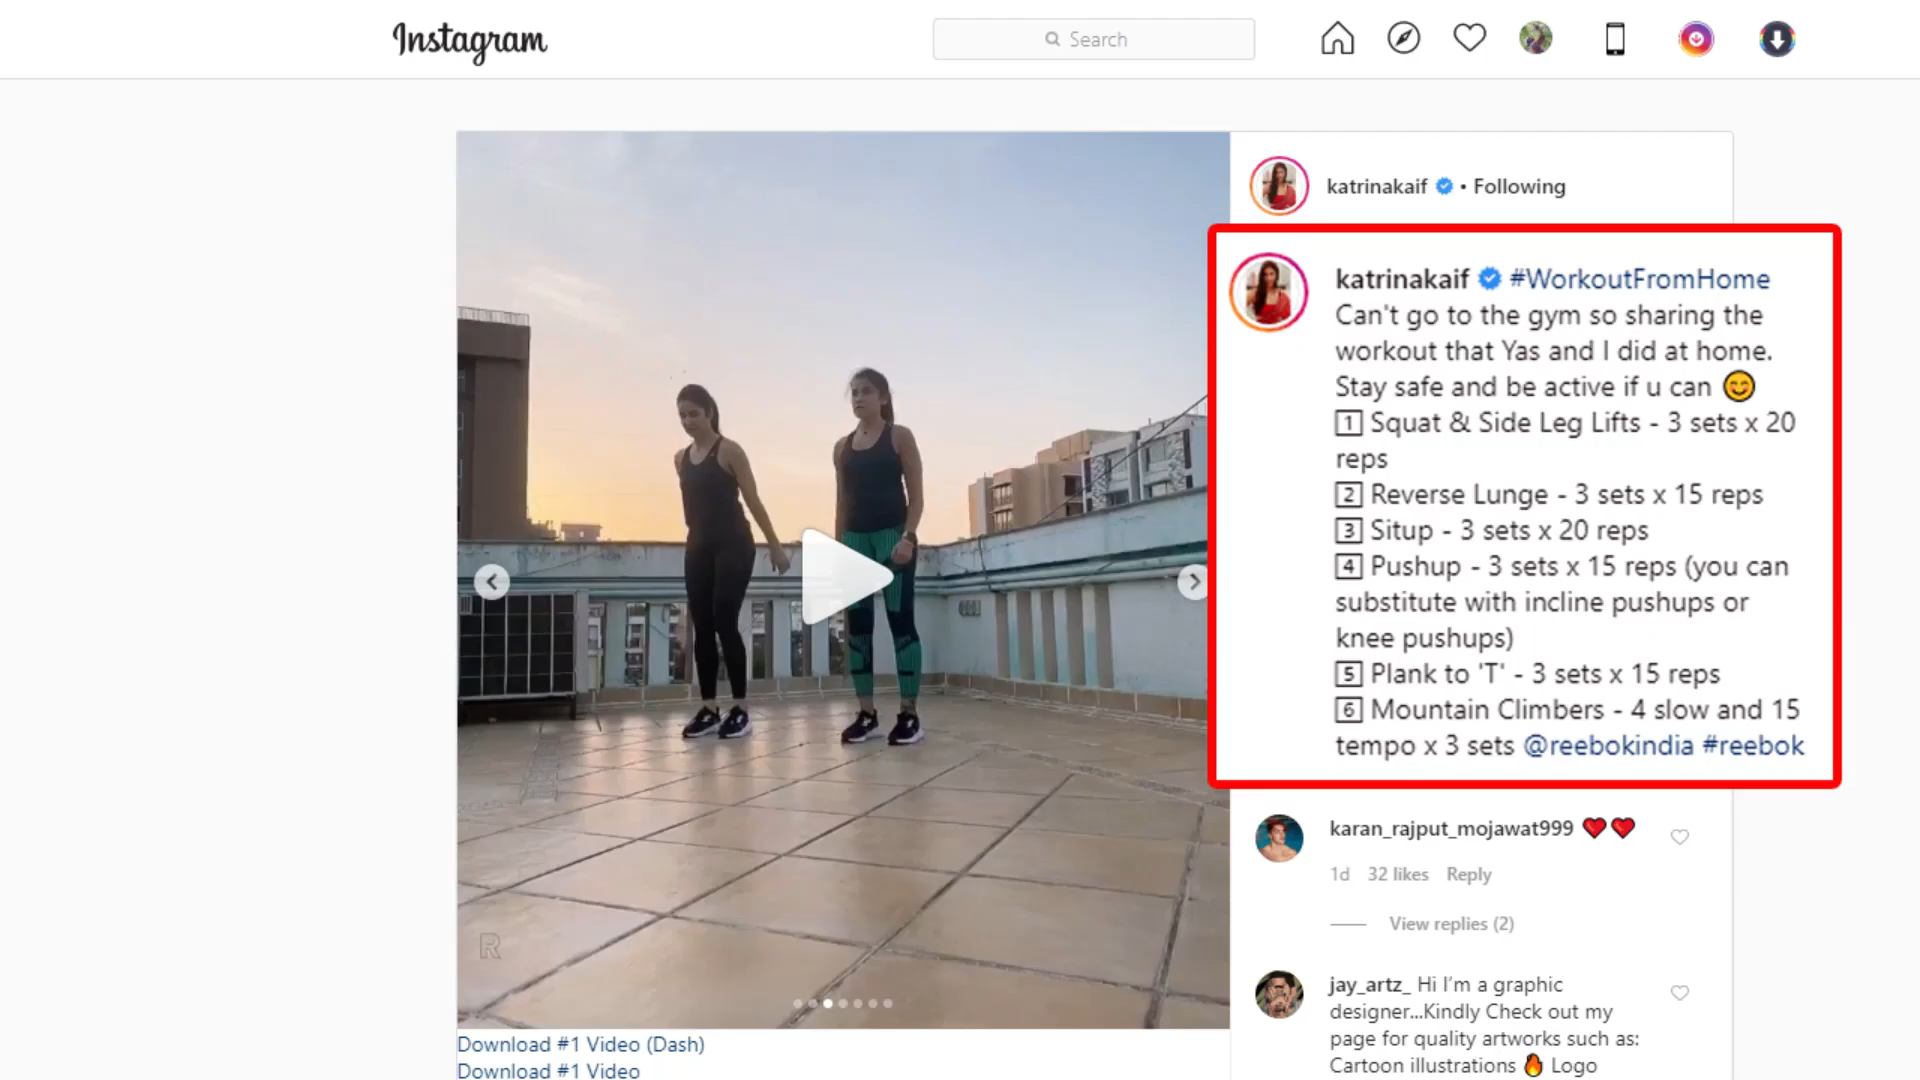 Instagram
Search
katrinakaif • Following
katrinakaif #WorkoutFromHome
Can't go to the gym so sharing the
workout that Yas and I did at home.
Stay safe and be active if u can 😊
1 Squat & Side Leg Lifts - 3 sets x 20
reps
2 Reverse Lunge - 3 sets x 15 reps
3 Situp - 3 sets x 20 reps
4 Pushup - 3 sets x 15 reps (you can
substitute with incline pushups or
knee pushups)
5 Plank to 'T' - 3 sets x 15 reps
6 Mountain Climbers - 4 slow and 15
tempo x 3 sets @reebokindia #reebok
karan_rajput_mojawat999 ❤️❤️
1d 32 likes Reply
View replies (2)
jay_artz_ Hi I’m a graphic
designer...Kindly Check out my
page for quality artworks such as:
Cartoon illustrations 🔥 Logo
R
Download #1 Video (Dash)
Download #1 Video